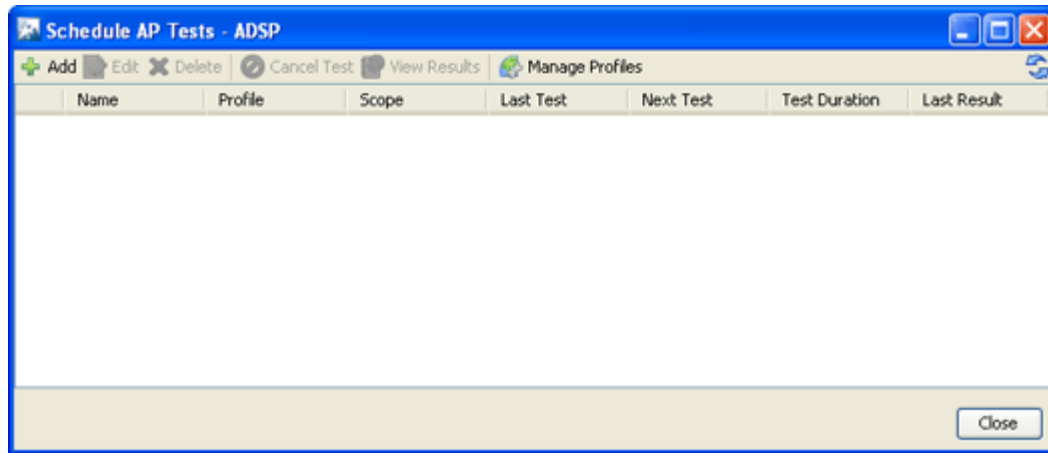 Schedule AP Tests - ADSP
Add Edit Delete Cancel Test View Results Manage Profiles
Name Profile Scope Last Test Next Test Test Duration Last Result
Close